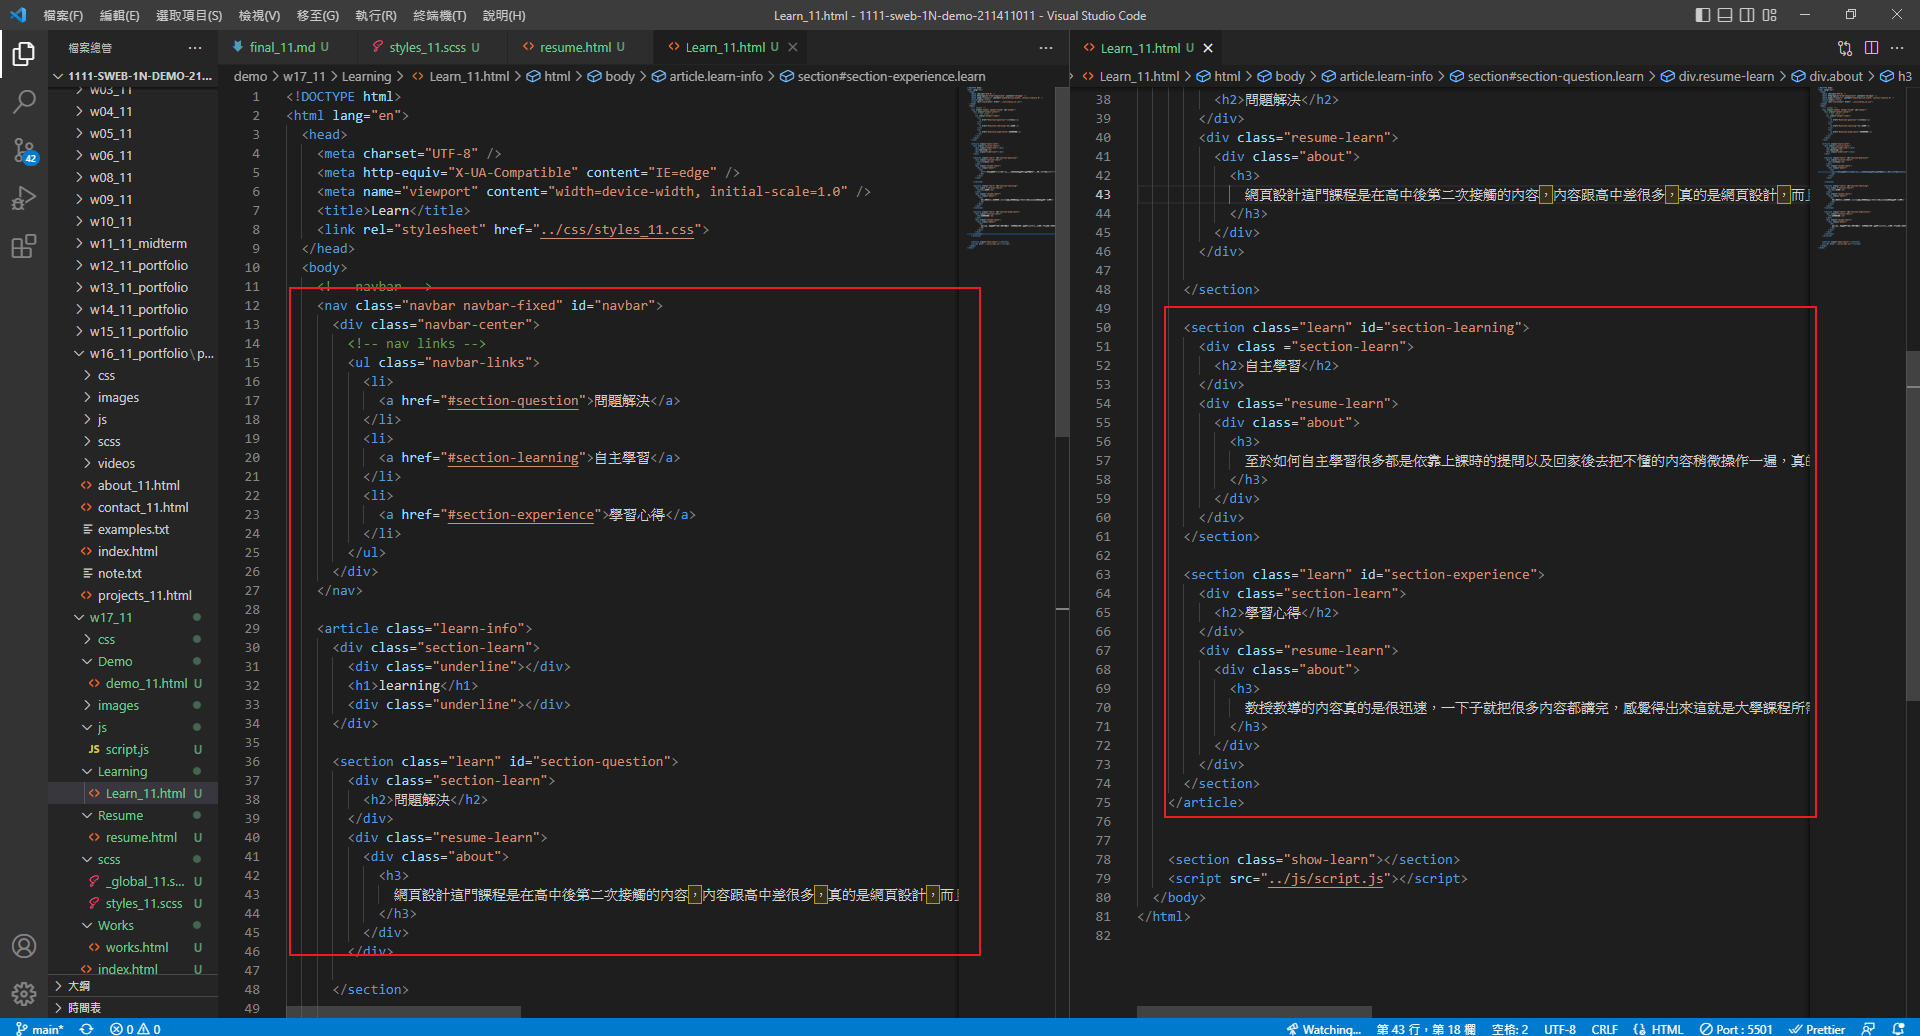 檔案(F) 編輯(E) 選取項目(S) 檢視(V) 移至(G) 執行(R) 終端機(T) 說明(H)
Learn_11.html - 1111-sweb-1N-demo-211411011 - Visual Studio Code
檔案總管
1111-SWEB-1N-DEMO-21...
w03_11
w04_11
w05_11
w06_11
w08_11
w09_11
w10_11
w11_11_midterm
w12_11_portfolio
w13_11_portfolio
w14_11_portfolio
w15_11_portfolio
w16_11_portfolio\p...
css
images
js
scss
videos
about_11.html
contact_11.html
examples.txt
index.html
note.txt
projects_11.html
w17_11
css
Demo
demo_11.html U
images
js
JS script.js U
Learning
Learn_11.html U
Resume
resume.html U
scss
_global_11.s... U
styles_11.scss U
Works
works.html U
index.html U
大綱
時間表
42
final_11.md U styles_11.scss U resume.html U Learn_11.html U
demo > w17_11 > Learning > Learn_11.html > html > body > article.learn-info > section#section-experience.learn
1 <!DOCTYPE html>
2 <html lang="en">
3 <head>
4 <meta charset="UTF-8" />
5 <meta http-equiv="X-UA-Compatible" content="IE=edge" />
6 <meta name="viewport" content="width=device-width, initial-scale=1.0" />
7 <title>Learn</title>
8 <link rel="stylesheet" href="../css/styles_11.css">
9 </head>
10 <body>
11 <!-- navbar -->
12 <nav class="navbar navbar-fixed" id="navbar">
13 <div class="navbar-center">
14 <!-- nav links -->
15 <ul class="navbar-links">
16 <li>
17 <a href="#section-question">問題解決</a>
18 </li>
19 <li>
20 <a href="#section-learning">自主學習</a>
21 </li>
22 <li>
23 <a href="#section-experience">學習心得</a>
24 </li>
25 </ul>
26 </div>
27 </nav>
28
29 <article class="learn-info">
30 <div class="section-learn">
31 <div class="underline"></div>
32 <h1>learning</h1>
33 <div class="underline"></div>
34 </div>
35
36 <section class="learn" id="section-question">
37 <div class="section-learn">
38 <h2>問題解決</h2>
39 </div>
40 <div class="resume-learn">
41 <div class="about">
42 <h3>
43 網頁設計這門課程是在高中後第二次接觸的內容，內容跟高中差很多，真的是網頁設計，而且
44 </h3>
45 </div>
46 </div>
47
48 </section>
49
Learn_11.html U
Learn_11.html > html > body > article.learn-info > section#section-question.learn > div.resume-learn > div.about > h3
38 <h2>問題解決</h2>
39 </div>
40 <div class="resume-learn">
41 <div class="about">
42 <h3>
43 網頁設計這門課程是在高中後第二次接觸的內容，內容跟高中差很多，真的是網頁設計，而且
44 </h3>
45 </div>
46 </div>
47
48 </section>
49
50 <section class="learn" id="section-learning">
51 <div class ="section-learn">
52 <h2>自主學習</h2>
53 </div>
54 <div class="resume-learn">
55 <div class="about">
56 <h3>
57 至於如何自主學習很多都是依靠上課時的提問以及回家後去把不懂的內容稍微操作一遍，真的
58 </h3>
59 </div>
60 </div>
61 </section>
62
63 <section class="learn" id="section-experience">
64 <div class="section-learn">
65 <h2>學習心得</h2>
66 </div>
67 <div class="resume-learn">
68 <div class="about">
69 <h3>
70 教授教導的內容真的是很迅速，一下子就把很多內容都講完，感覺得出來這就是大學課程所需
71 </h3>
72 </div>
73 </div>
74 </section>
75 </article>
76
77
78 <section class="show-learn"></section>
79 <script src="../js/script.js"></script>
80 </body>
81 </html>
82
main* 0 0
Watching... 第 43 行，第 18 欄 空格: 2 UTF-8 CRLF HTML Port : 5501 Prettier